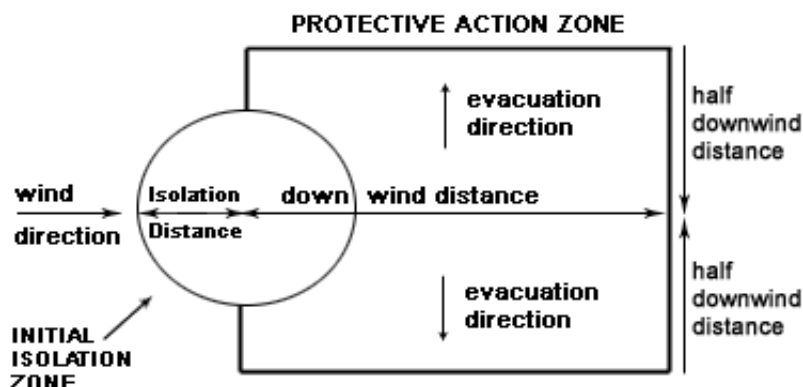 PROTECTIVE ACTION ZONE
evacuation
direction
half
downwind
distance
wind
direction
Isolation
Distance
down wind distance
evacuation
direction
half
downwind
distance
INITIAL
ISOLATION
ZONE